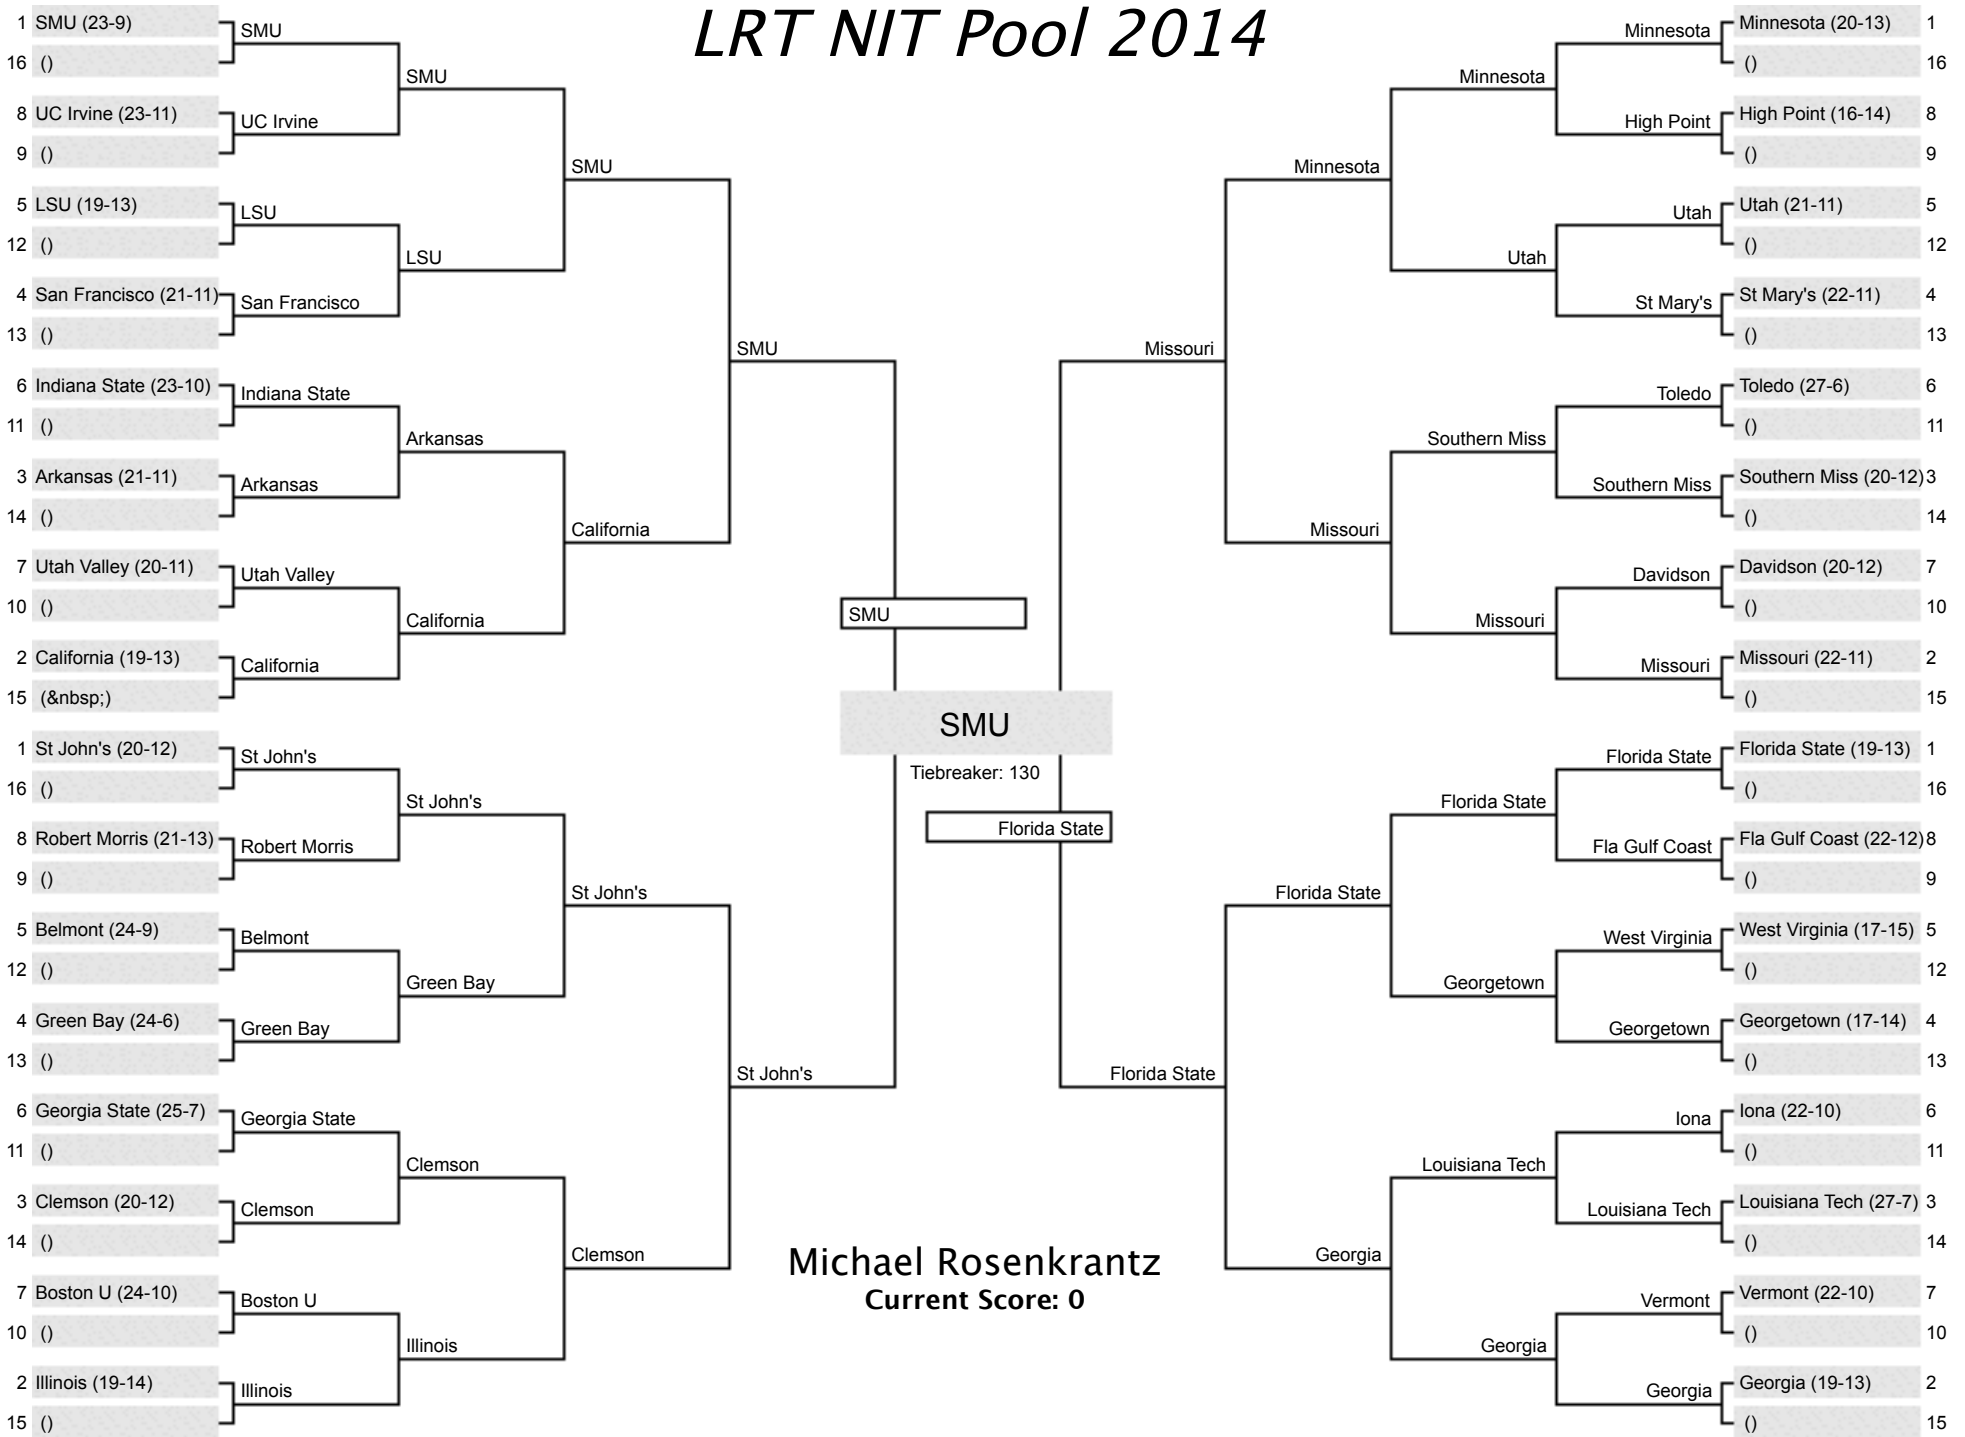 LRT NIT Pool 2014
1 SMU (23-9)
16 ()
8 UC Irvine (23-11)
9 ()
5 LSU (19-13)
12 ()
4 San Francisco (21-11)
13 ()
6 Indiana State (23-10)
11 ()
3 Arkansas (21-11)
14 ()
7 Utah Valley (20-11)
10 ()
2 California (19-13)
15 (&nbsp;)
1 St John's (20-12)
16 ()
8 Robert Morris (21-13)
9 ()
5 Belmont (24-9)
12 ()
4 Green Bay (24-6)
13 ()
6 Georgia State (25-7)
11 ()
3 Clemson (20-12)
14 ()
7 Boston U (24-10)
10 ()
2 Illinois (19-14)
15 ()
SMU
UC Irvine
LSU
San Francisco
Indiana State
Arkansas
Utah Valley
California
St John's
Robert Morris
Belmont
Green Bay
Georgia State
Clemson
Boston U
Illinois
SMU
LSU
Arkansas
California
St John's
Green Bay
Clemson
Illinois
SMU
California
St John's
Clemson
SMU
St John's
SMU
SMU
Tiebreaker: 130
Florida State
Michael Rosenkrantz
Current Score: 0
Missouri
Florida State
Minnesota
Missouri
Florida State
Georgia
Minnesota
Utah
Southern Miss
Missouri
Florida State
Georgetown
Louisiana Tech
Georgia
Minnesota
High Point
Utah
St Mary's
Toledo
Southern Miss
Davidson
Missouri
Florida State
Fla Gulf Coast
West Virginia
Georgetown
Iona
Louisiana Tech
Vermont
Georgia
Minnesota (20-13) 1
() 16
High Point (16-14) 8
() 9
Utah (21-11) 5
() 12
St Mary's (22-11) 4
() 13
Toledo (27-6) 6
() 11
Southern Miss (20-12) 3
() 14
Davidson (20-12) 7
() 10
Missouri (22-11) 2
() 15
Florida State (19-13) 1
() 16
Fla Gulf Coast (22-12) 8
() 9
West Virginia (17-15) 5
() 12
Georgetown (17-14) 4
() 13
Iona (22-10) 6
() 11
Louisiana Tech (27-7) 3
() 14
Vermont (22-10) 7
() 10
Georgia (19-13) 2
() 15